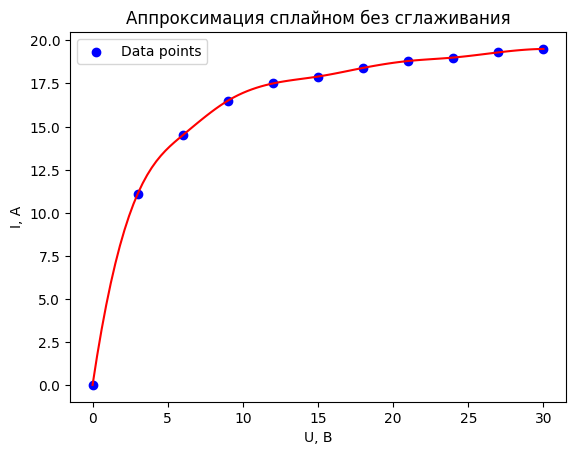 Аппроксимация сплайном без сглаживания
Data points
20.0
17.5
15.0
12.5
10.0
7.5
5.0
2.5
0.0
I, A
0 5 10 15 20 25 30
U, В